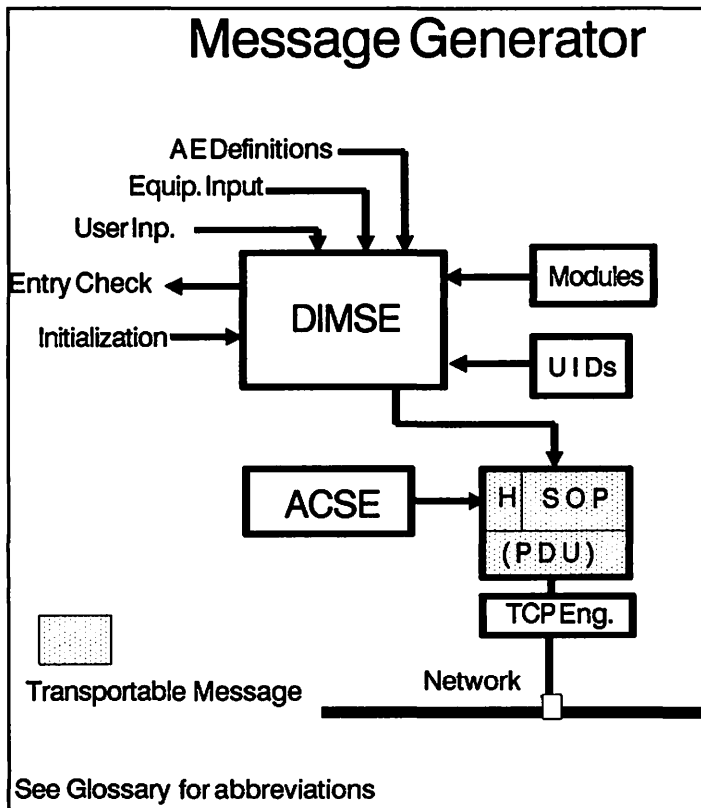 Message Generator
AE Definitions
Equip. Input
User Inp.
Entry Check
Initialization
DIMSE
Modules
UIDs
ACSE
H SOP
(PDU)
TCP Eng.
Network
Transportable Message
See Glossary for abbreviations